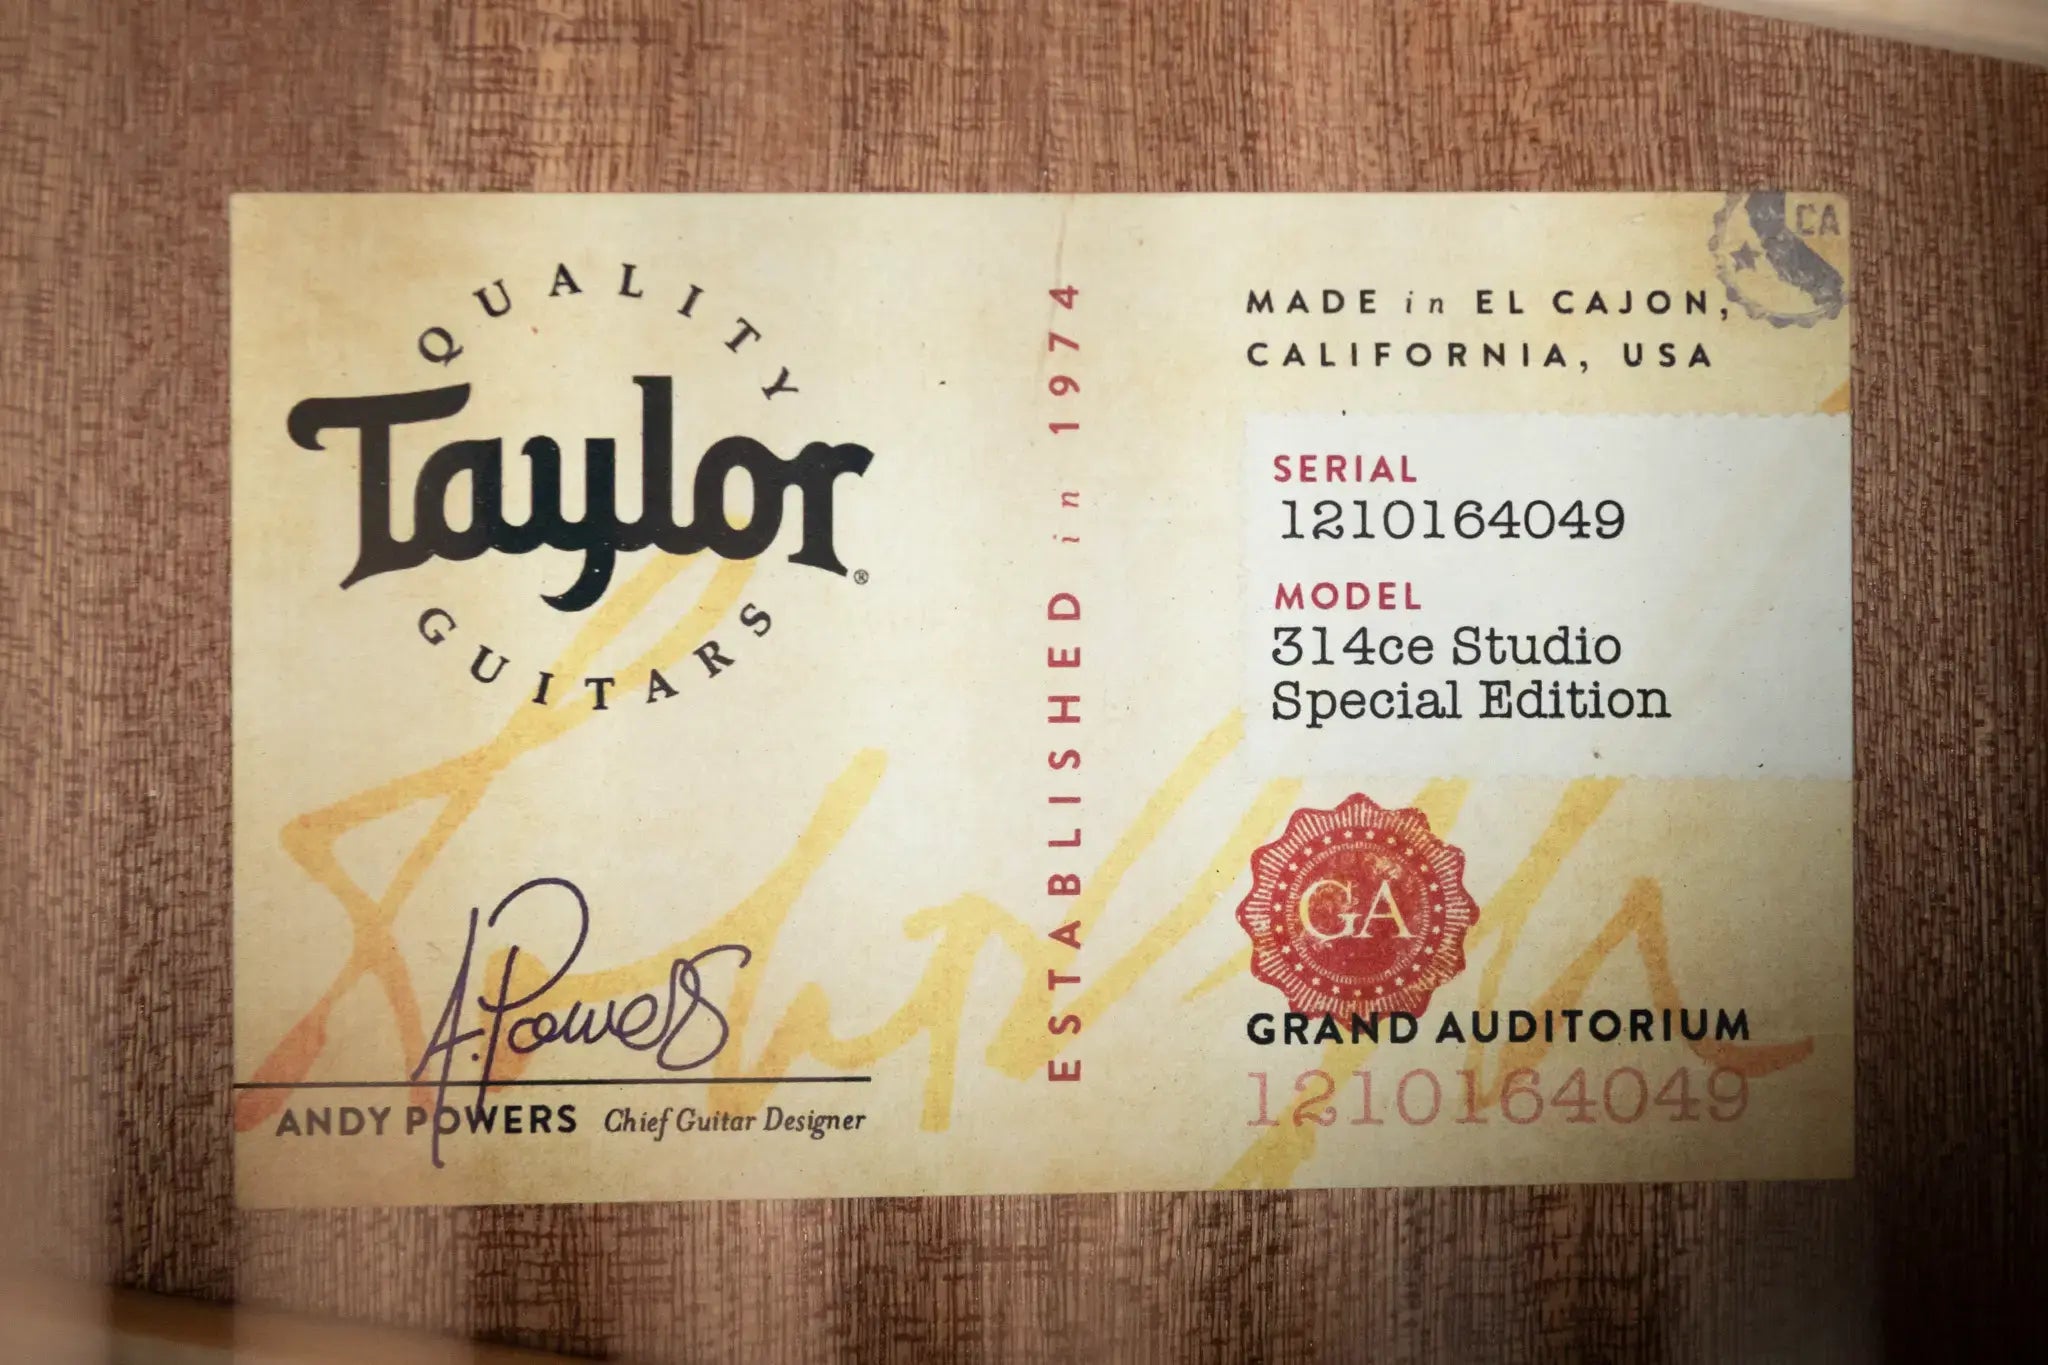 QUALITY
Taylor®
GUITARS
A. Powers
ANDY POWERS Chief Guitar Designer
ESTABLISHED in 1974
CA
MADE in EL CAJON,
CALIFORNIA, USA
SERIAL
1210164049
MODEL
314ce Studio
Special Edition
GA
GRAND AUDITORIUM
1210164049